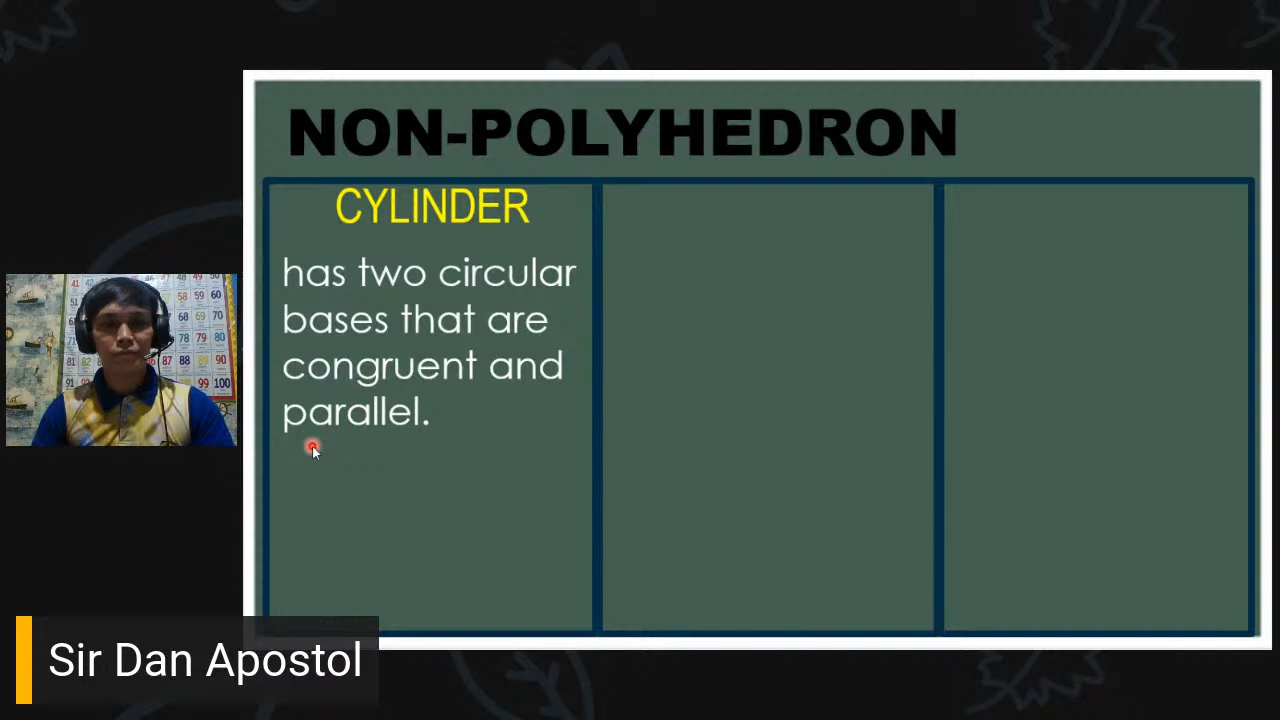 NON-POLYHEDRON
CYLINDER
has two circular
bases that are
congruent and
parallel.
Sir Dan Apostol